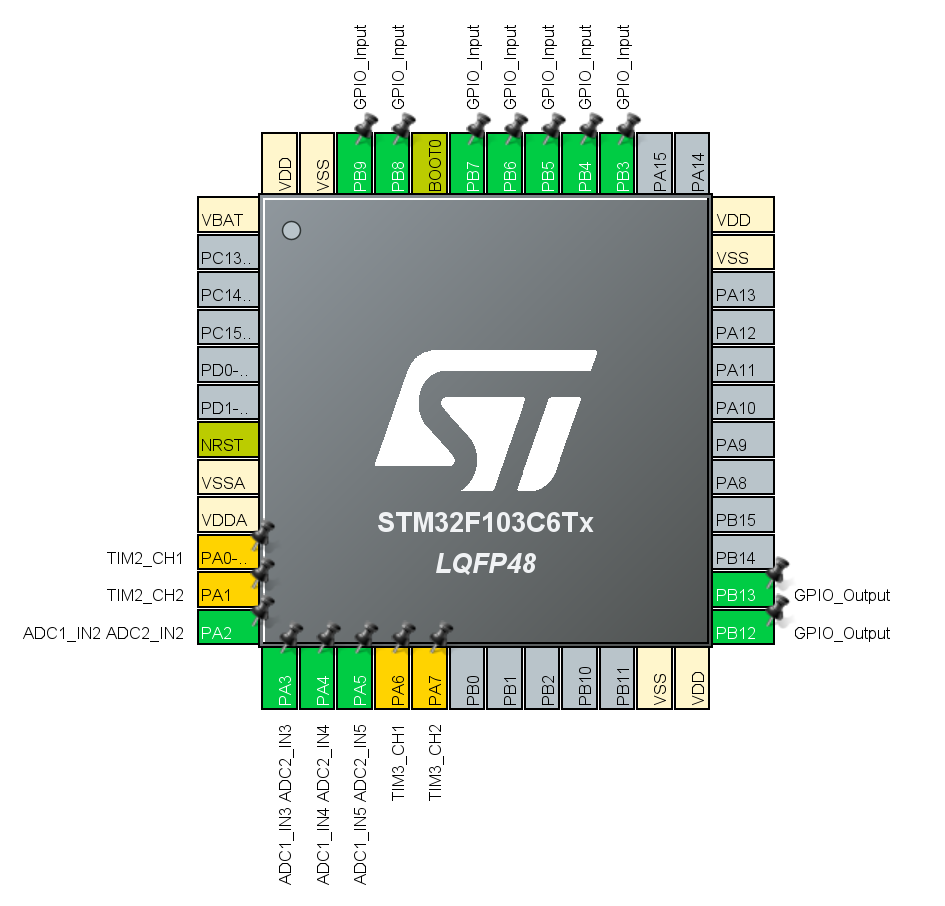 GPIO_Input
GPIO_Input
GPIO_Input
GPIO_Input
GPIO_Input
GPIO_Input
GPIO_Input
VDD
VSS
PB9
PB8
BOOT0
PB7
PB6
PB5
PB4
PB3
PA15
PA14
VBAT
PC13..
PC14..
PC15..
PD0-..
PD1-..
NRST
VSSA
VDDA
TIM2_CH1 PA0-..
TIM2_CH2 PA1
ADC1_IN2 ADC2_IN2 PA2
ST
STM32F103C6Tx
LQFP48
VDD
VSS
PA13
PA12
PA11
PA10
PA9
PA8
PB15
PB14
PB13 GPIO_Output
PB12 GPIO_Output
PA3
PA4
PA5
PA6
PA7
PB0
PB1
PB2
PB10
PB11
VSS
VDD
ADC1_IN3 ADC2_IN3
ADC1_IN4 ADC2_IN4
ADC1_IN5 ADC2_IN5
TIM3_CH1
TIM3_CH2